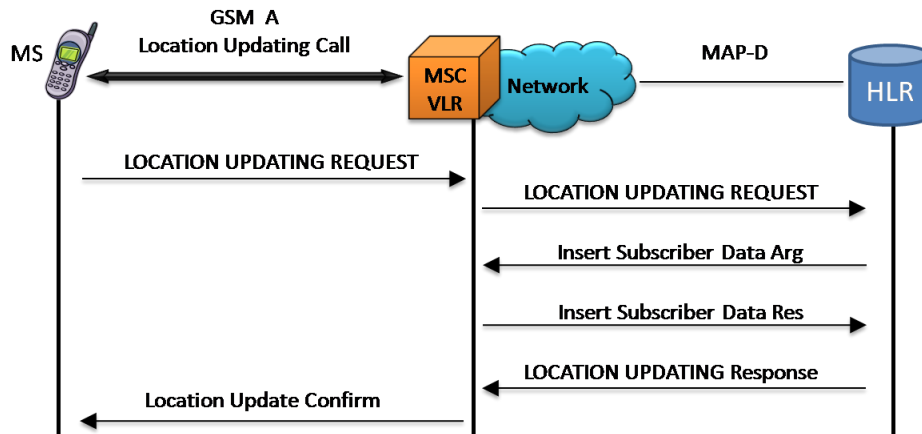 GSM A
Location Updating Call
MS
MSC
VLR
Network
MAP-D
HLR
LOCATION UPDATING REQUEST
LOCATION UPDATING REQUEST
Insert Subscriber Data Arg
Insert Subscriber Data Res
LOCATION UPDATING Response
Location Update Confirm